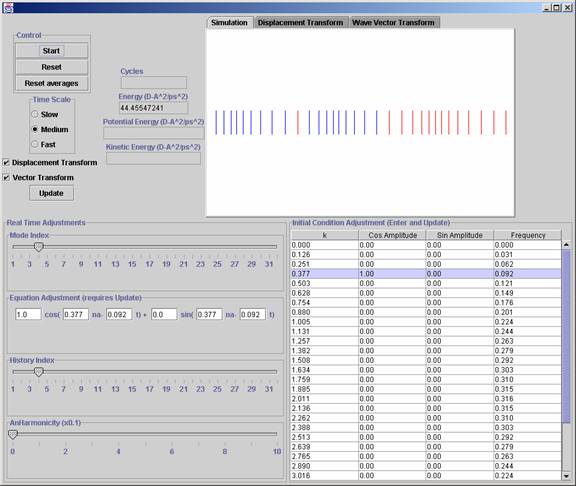 Simulation Displacement Transform Wave Vector Transform
Control
Start
Reset
Reset averages
Cycles
Energy (D-A^2/ps^2)
44.45547241
Potential Energy (D-A^2/ps^2)
Kinetic Energy (D-A^2/ps^2)
Time Scale
Slow
Medium
Fast
Displacement Transform
Vector Transform
Update
Real Time Adjustments
Mode Index
1 3 5 7 9 11 13 15 17 19 21 23 25 27 29 31
Equation Adjustment (requires Update)
1.0 cos( 0.377 na- 0.092 t) + 0.0 sin( 0.377 na- 0.092 t)
History Index
1 3 5 7 9 11 13 15 17 19 21 23 25 27 29 31
AnHarmonicity (x0.1)
0 2 4 6 8 10
Initial Condition Adjustment (Enter and Update)
k Cos Amplitude Sin Amplitude Frequency
0.000 0.00 0.00 0.000
0.126 0.00 0.00 0.031
0.251 0.00 0.00 0.062
0.377 1.00 0.00 0.092
0.503 0.00 0.00 0.121
0.628 0.00 0.00 0.149
0.754 0.00 0.00 0.176
0.880 0.00 0.00 0.201
1.005 0.00 0.00 0.224
1.131 0.00 0.00 0.244
1.257 0.00 0.00 0.263
1.382 0.00 0.00 0.279
1.508 0.00 0.00 0.292
1.634 0.00 0.00 0.303
1.759 0.00 0.00 0.310
1.885 0.00 0.00 0.315
2.011 0.00 0.00 0.316
2.136 0.00 0.00 0.315
2.262 0.00 0.00 0.310
2.388 0.00 0.00 0.303
2.513 0.00 0.00 0.292
2.639 0.00 0.00 0.279
2.765 0.00 0.00 0.263
2.890 0.00 0.00 0.244
3.016 0.00 0.00 0.224